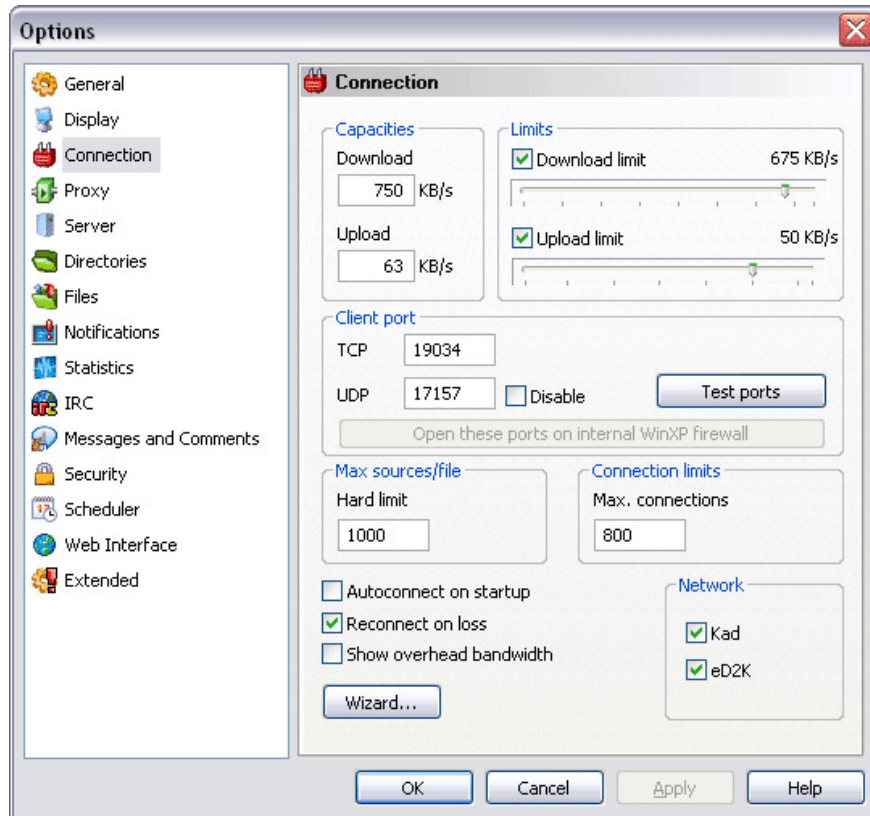 Options
General
Display
Connection
Proxy
Server
Directories
Files
Notifications
Statistics
IRC
Messages and Comments
Security
Scheduler
Web Interface
Extended
Connection
Capacities
Download
750 KB/s
Upload
63 KB/s
Limits
Download limit 675 KB/s
Upload limit 50 KB/s
Client port
TCP 19034
UDP 17157 Disable Test ports
Open these ports on internal WinXP firewall
Max sources/file
Hard limit
1000
Connection limits
Max. connections
800
Autoconnect on startup
Reconnect on loss
Show overhead bandwidth
Wizard...
Network
Kad
eD2K
OK Cancel Apply Help